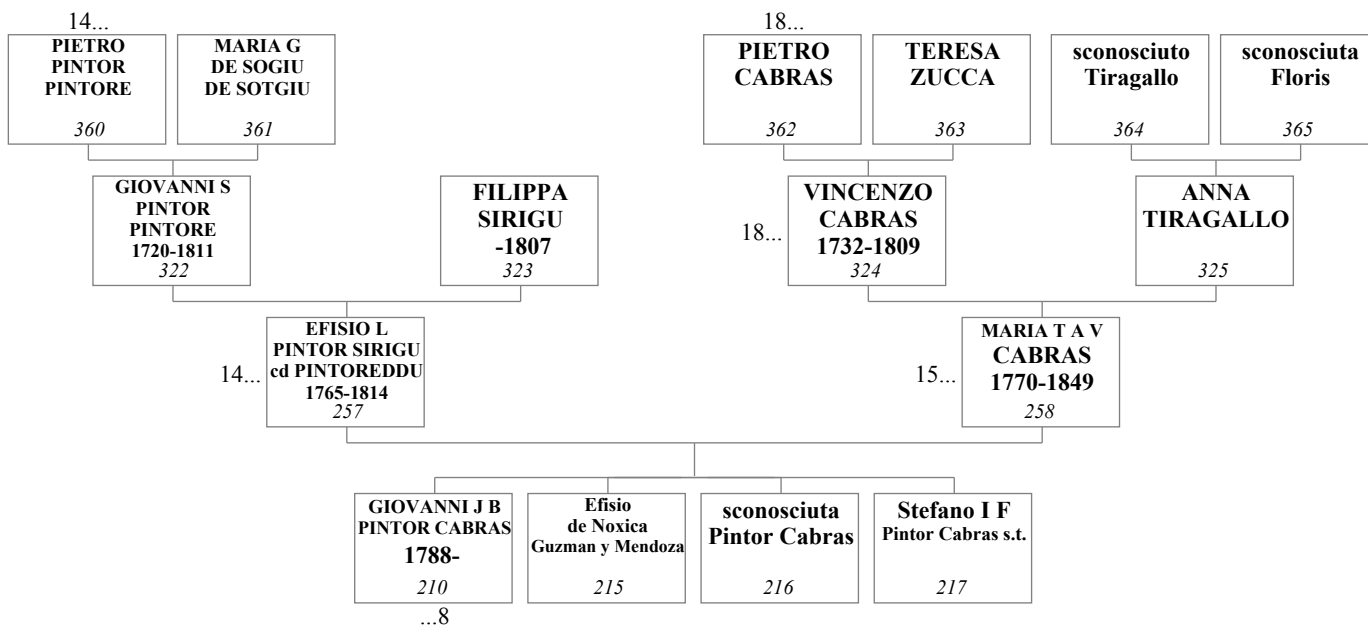 14...
PIETRO
PINTOR
PINTORE
360
MARIA G
DE SOGIU
DE SOTGIU
361
18...
PIETRO
CABRAS
362
TERESA
ZUCCA
363
sconosciuto
Tiragallo
364
sconosciuta
Floris
365
GIOVANNI S
PINTOR
PINTORE
1720-1811
322
FILIPPA
SIRIGU
-1807
323
18...
VINCENZO
CABRAS
1732-1809
324
ANNA
TIRAGALLO
325
14...
EFISIO L
PINTOR SIRIGU
cd PINTOREDDU
1765-1814
257
15...
MARIA T A V
CABRAS
1770-1849
258
GIOVANNI J B
PINTOR CABRAS
1788-
210
...8
Efisio
de Noxica
Guzman y Mendoza
215
sconosciuta
Pintor Cabras
216
Stefano I F
Pintor Cabras s.t.
217